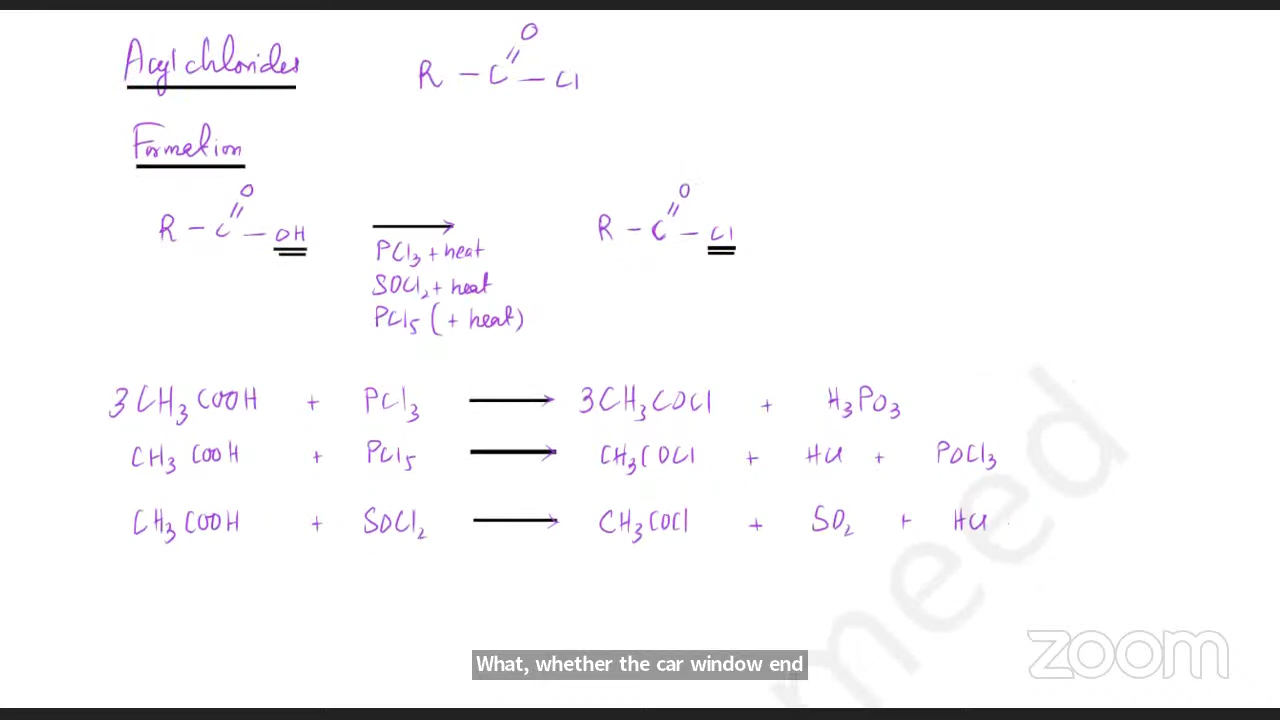 Acyl chlorides
R - C = O - Cl
Formation
R - C = O - OH ⟶ R - C = O - Cl
PCl₃ + heat
SOCl₂ + heat
PCl₅ (+ heat)
3CH₃COOH + PCl₃ ⟶ 3CH₃COCl + H₃PO₃
CH₃COOH + PCl₅ ⟶ CH₃COCl + HCl + POCl₃
CH₃COOH + SOCl₂ ⟶ CH₃COCl + SO₂ + HCl
meed
zoom
What, whether the car window end